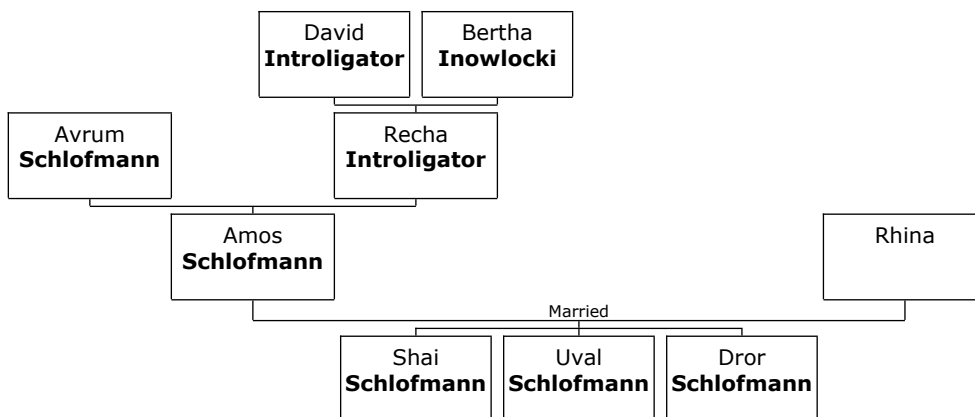 David
Introligator
Bertha
Inowlocki
Avrum
Schlofmann
Recha
Introligator
Amos
Schlofmann
Rhina
Married
Shai
Schlofmann
Uval
Schlofmann
Dror
Schlofmann